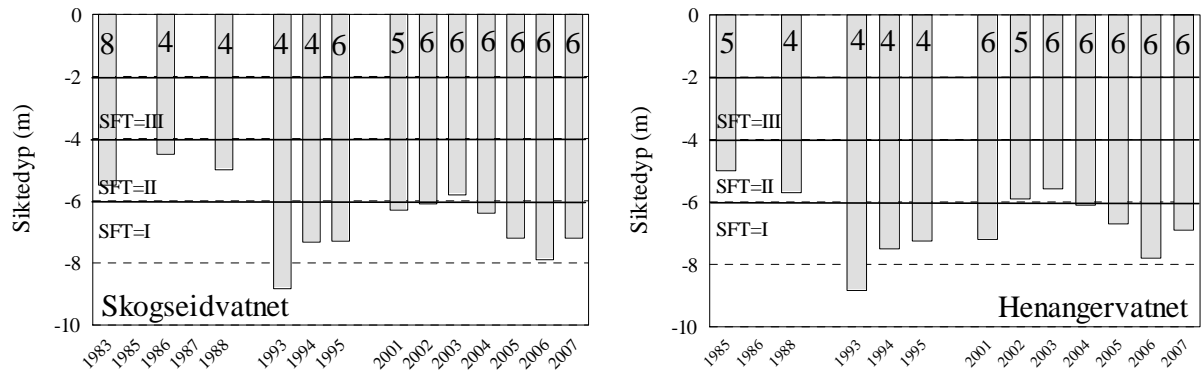 0
-2
-4
-6
-8
-10
Siktedyp (m)
8 4 4 4 4 6 5 6 6 6 6 6 6
SFT=III
SFT=II
SFT=I
Skogseidvatnet
1983 1985 1986 1987 1988 1993 1994 1995 2001 2002 2003 2004 2005 2006 2007
0
-2
-4
-6
-8
-10
Siktedyp (m)
5 4 4 4 4 6 5 6 6 6 6 6
SFT=III
SFT=II
SFT=I
Henangervatnet
1985 1986 1988 1993 1994 1995 2001 2002 2003 2004 2005 2006 2007